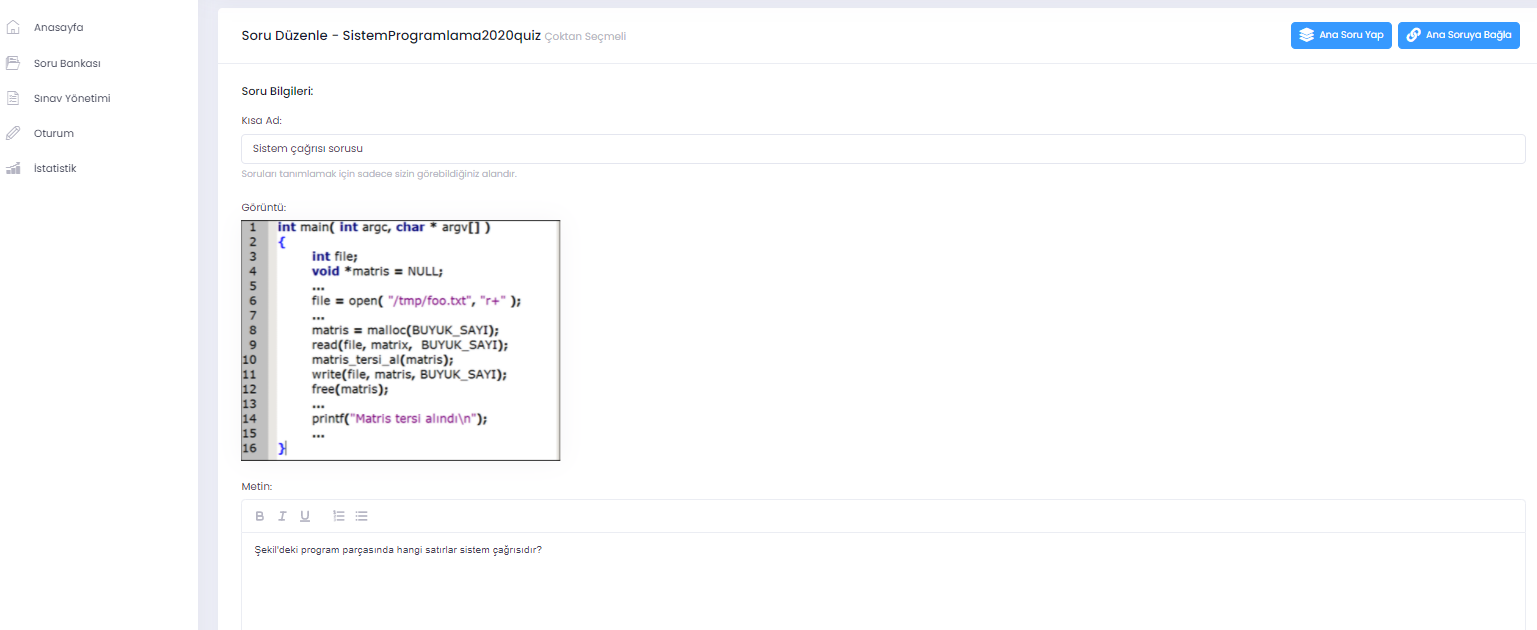 Anasayfa
Soru Bankası
Sınav Yönetimi
Oturum
İstatistik
Soru Düzenle - SistemProgramlama2020quiz Çoktan Seçmeli
Ana Soru Yap
Ana Soruya Bağla
Soru Bilgileri:
Kısa Ad:
Sistem çağrısı sorusu
Soruları tanımlamak için sadece sizin görebildiğiniz alandır.
Görüntü:
1 int main( int argc, char * argv[] )
2 {
3 int file;
4 void *matris = NULL;
5 ...
6 file = open( "/tmp/foo.txt", "r+" );
7 ...
8 matris = malloc(BUYUK_SAYI);
9 read(file, matrix, BUYUK_SAYI);
10 matris_tersi_al(matris);
11 write(file, matris, BUYUK_SAYI);
12 free(matris);
13 ...
14 printf("Matris tersi alındı\n");
15 ...
16 }
Metin:
B I U
Şekil'deki program parçasında hangi satırlar sistem çağrısıdır?